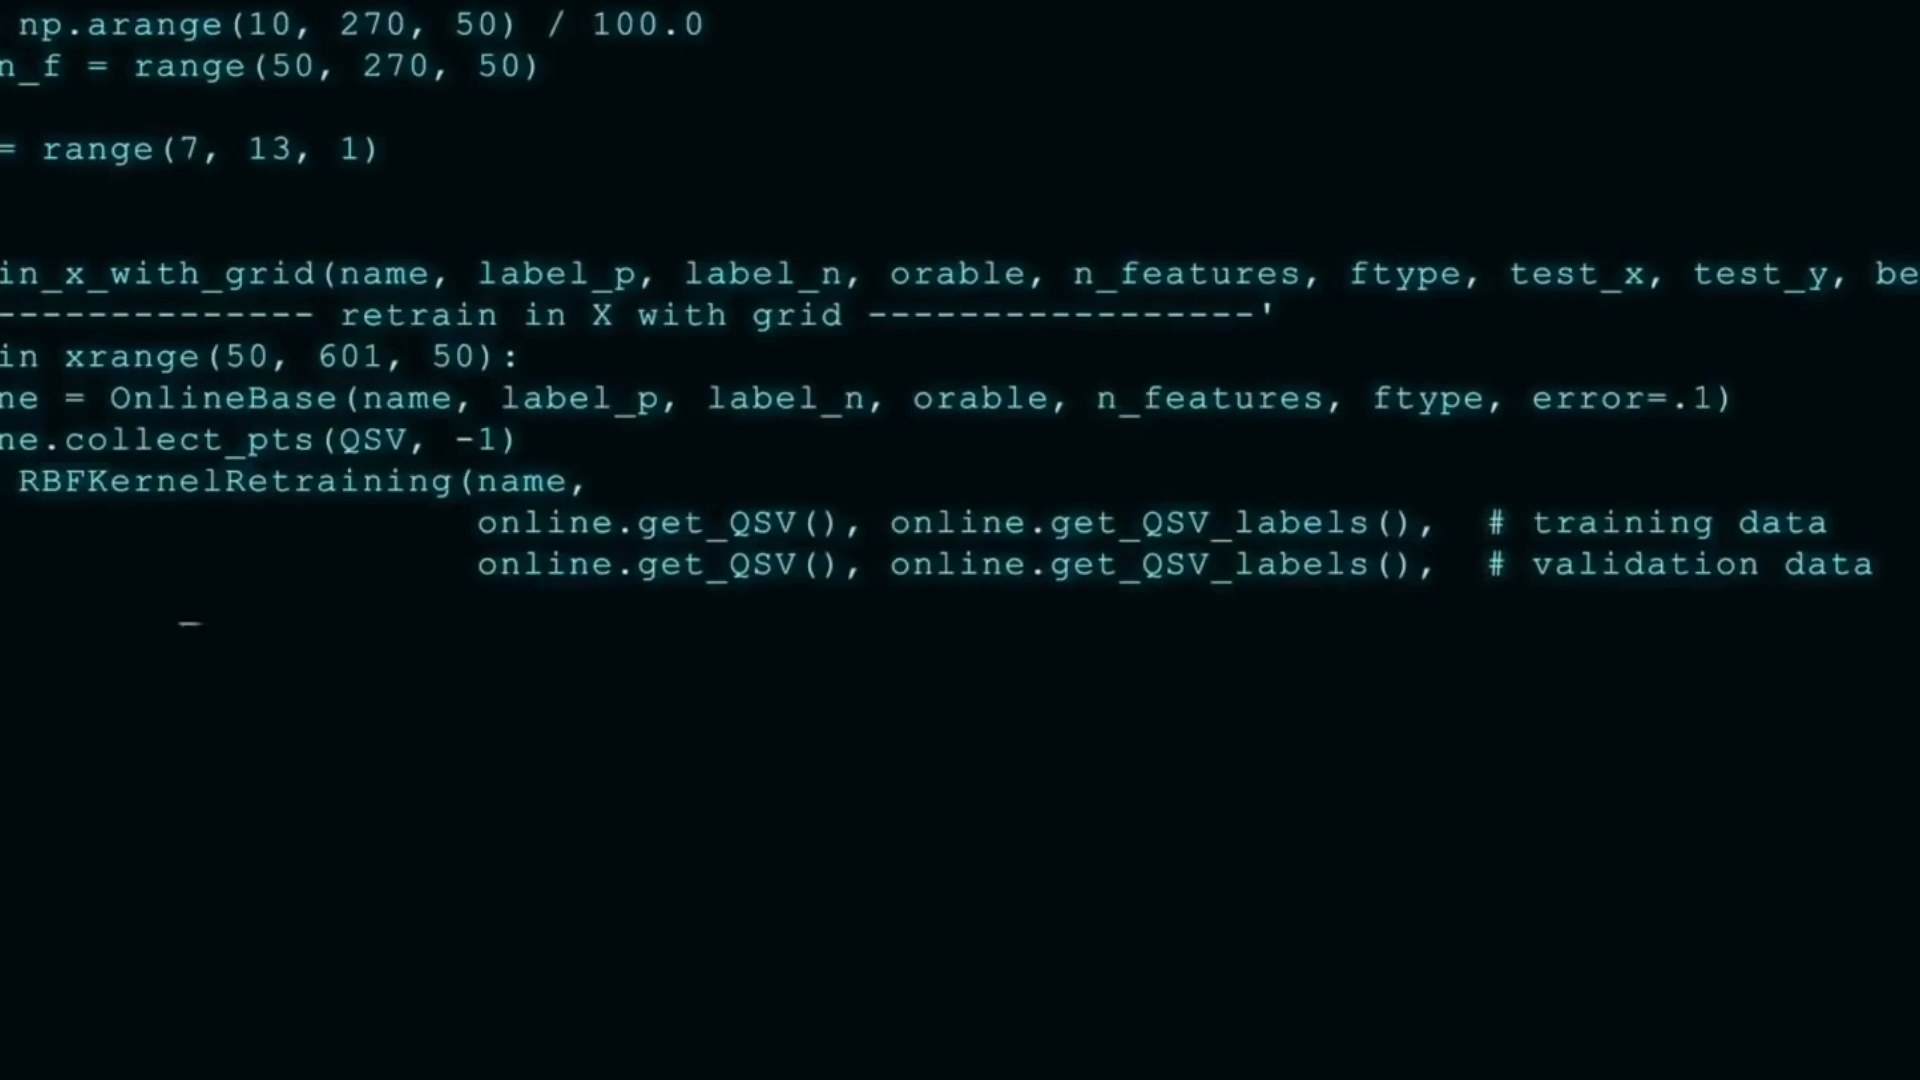 np.arange(10, 270, 50) / 100.0
n_f = range(50, 270, 50)
= range(7, 13, 1)
in_x_with_grid(name, label_p, label_n, orable, n_features, ftype, test_x, test_y, be
-------------- retrain in X with grid -----------------'
in xrange(50, 601, 50):
ne = OnlineBase(name, label_p, label_n, orable, n_features, ftype, error=.1)
ne.collect_pts(QSV, -1)
RBFKernelRetraining(name,
online.get_QSV(), online.get_QSV_labels(),  # training data
online.get_QSV(), online.get_QSV_labels(),  # validation data
_